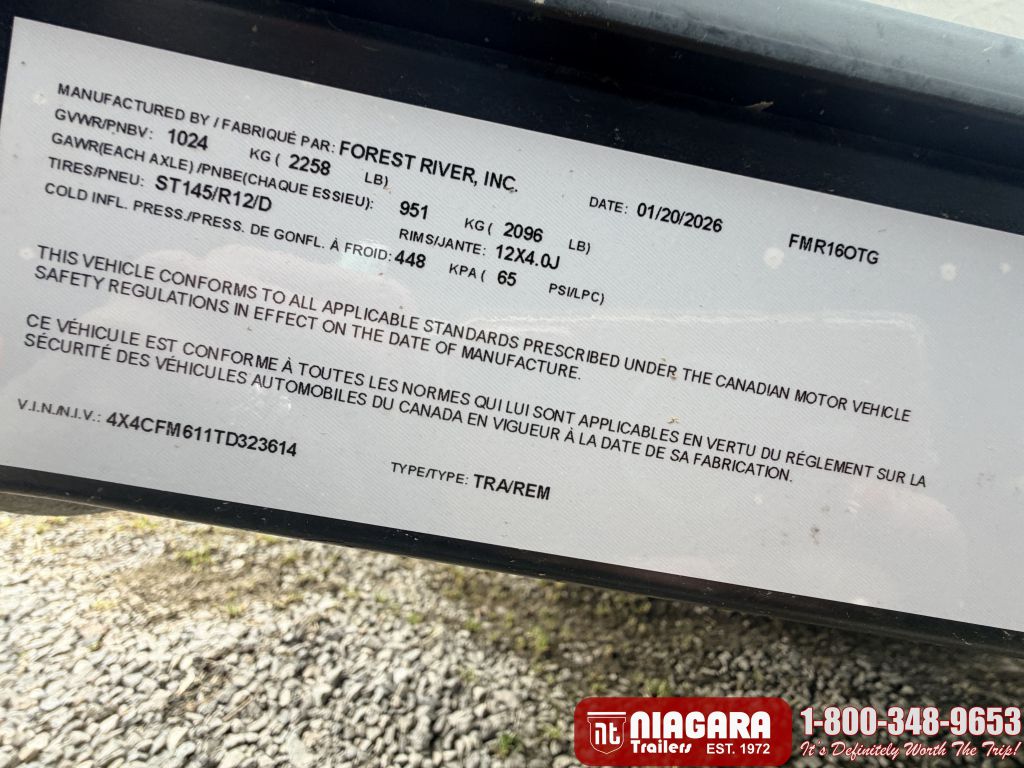 MANUFACTURED BY / FABRIQUÉ PAR: FOREST RIVER, INC. DATE: 01/20/2026 FMR16OTG
GVWR/PNBV: 1024 KG ( 2258 LB)
GAWR(EACH AXLE) /PNBE(CHAQUE ESSIEU): 951 KG ( 2096 LB)
TIRES/PNEU: ST145/R12/D RIMS/JANTE: 12X4.0J
COLD INFL. PRESS./PRESS. DE GONFL. À FROID: 448 KPA ( 65 PSI/LPC)
THIS VEHICLE CONFORMS TO ALL APPLICABLE STANDARDS PRESCRIBED UNDER THE CANADIAN MOTOR VEHICLE
SAFETY REGULATIONS IN EFFECT ON THE DATE OF MANUFACTURE.
CE VÉHICULE EST CONFORME À TOUTES LES NORMES QUI LUI SONT APPLICABLES EN VERTU DU RÉGLEMENT SUR LA
SÉCURITÉ DES VÉHICULES AUTOMOBILES DU CANADA EN VIGUEUR À LA DATE DE SA FABRICATION.
V.I.N./N.I.V.: 4X4CFM611TD323614 TYPE/TYPE: TRA/REM
nt NIAGARA Trailers EST. 1972
1-800-348-9653
It's Definitely Worth The Trip!